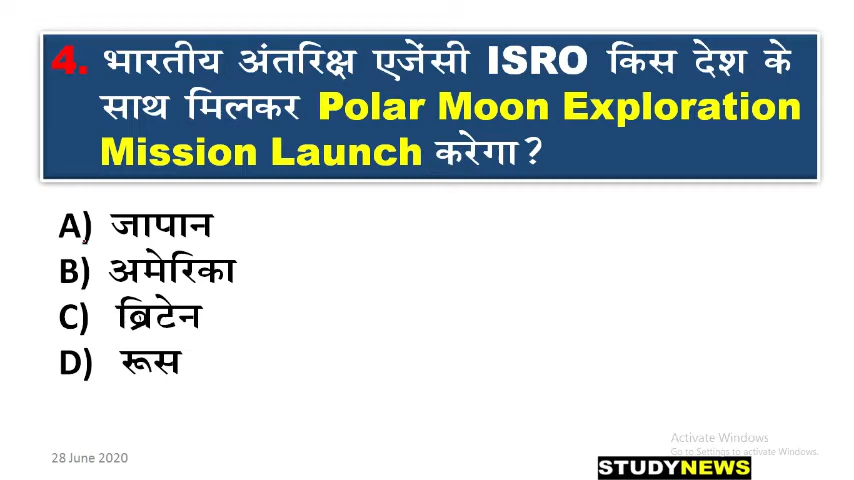 4. भारतीय अंतरिक्ष एजेंसी ISRO किस देश के
साथ मिलकर Polar Moon Exploration
Mission Launch करेगा?
A) जापान
B) अमेरिका
C) ब्रिटेन
D) रूस
Activate Windows
Go to Settings to activate Windows.
28 June 2020
STUDYNEWS